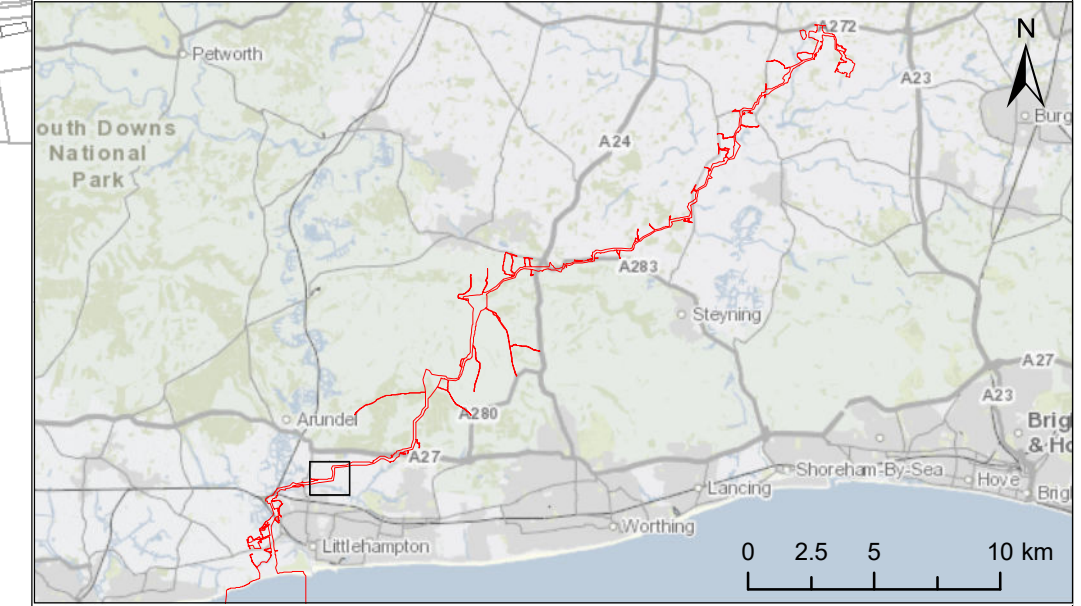 A272
N
Petworth
A23
Burg
outh Downs
National
Park
A24
A283
Steyning
A27
A23
Arundel
A280
Brig
& Ho
A27
Shoreham-By-Sea
Hove
Brig
Lancing
Worthing
Littlehampton
0 2.5 5 10 km